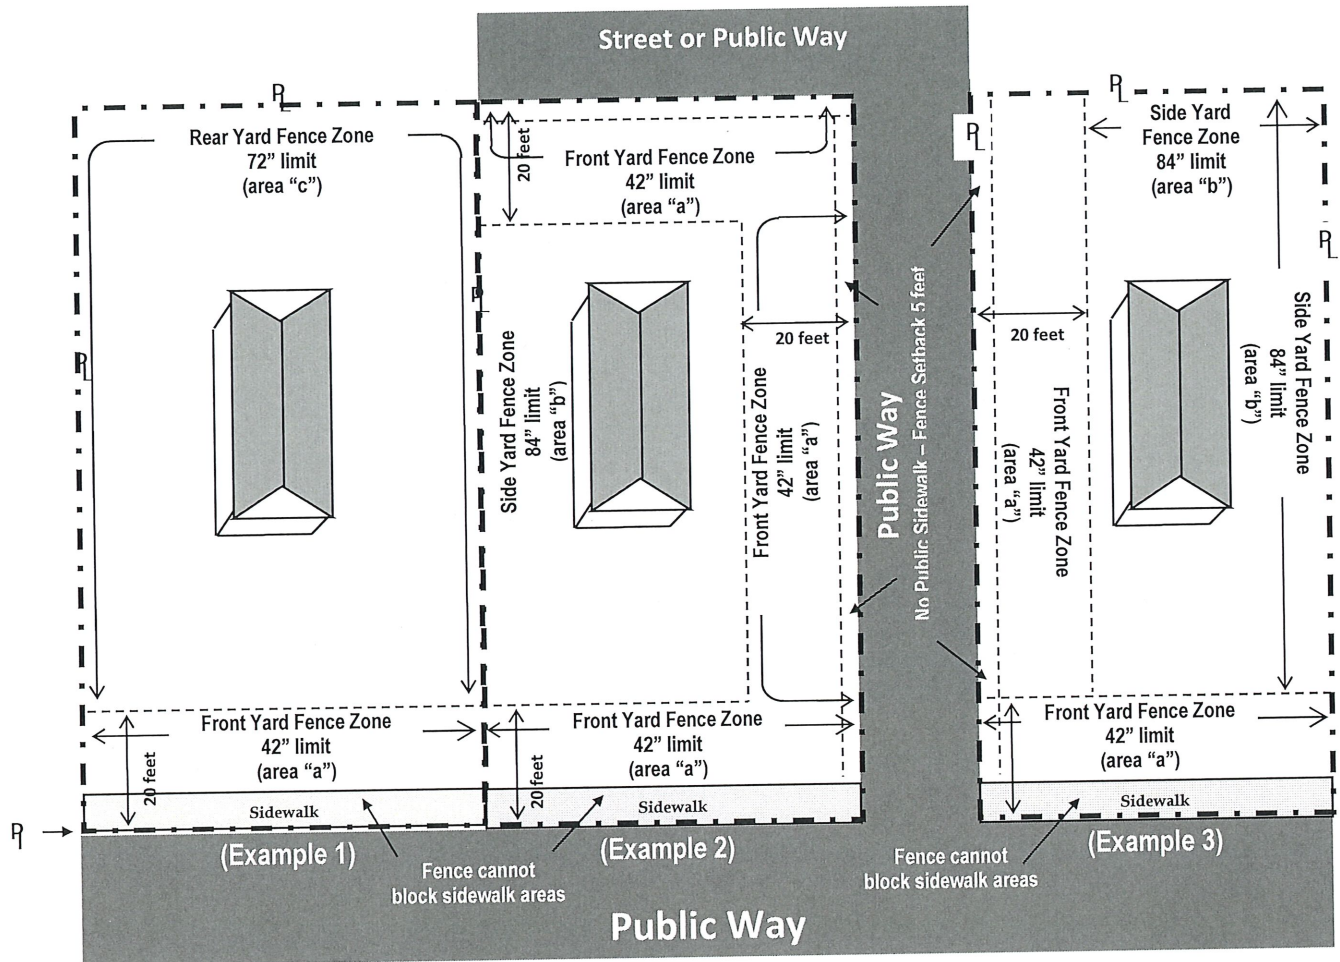 Street or Public Way
PL
Rear Yard Fence Zone
72” limit
(area “c”)
PL
P
20 feet
Front Yard Fence Zone
42” limit
(area “a”)
Side Yard Fence Zone
84” limit
(area “b”)
20 feet
Front Yard Fence Zone
42” limit
(area “a”)
Public Way
No Public Sidewalk – Fence Setback 5 feet
PL
PL
Side Yard
Fence Zone
84” limit
(area “b”)
PL
20 feet
Front Yard Fence Zone
42” limit
(area “a”)
Side Yard Fence Zone
84” limit
(area “b”)
Front Yard Fence Zone
42” limit
(area “a”)
20 feet
Sidewalk
Front Yard Fence Zone
42” limit
(area “a”)
20 feet
Sidewalk
Front Yard Fence Zone
42” limit
(area “a”)
Sidewalk
PL
(Example 1)
(Example 2)
(Example 3)
Fence cannot
block sidewalk areas
Fence cannot
block sidewalk areas
Public Way